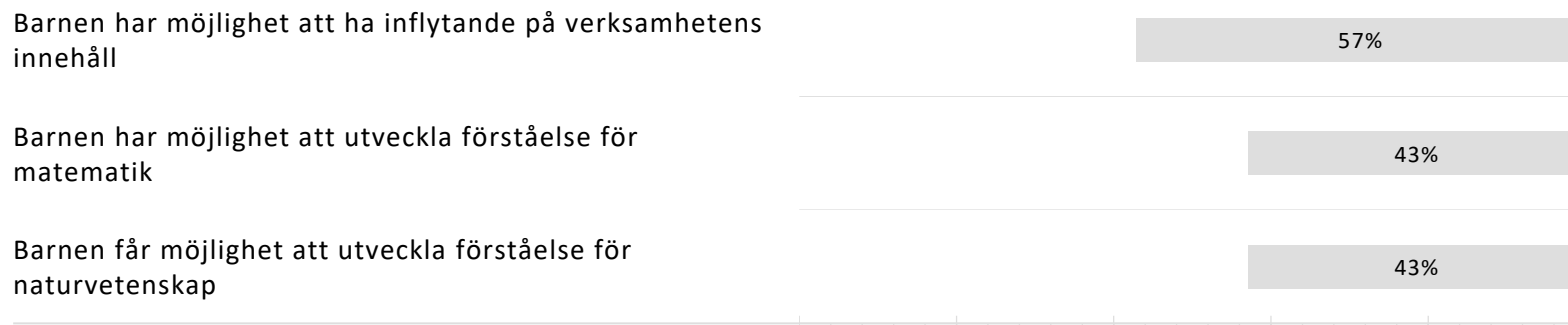 Barnen har möjlighet att ha inflytande på verksamhetens
innehåll
57%
Barnen har möjlighet att utveckla förståelse för
matematik
43%
Barnen får möjlighet att utveckla förståelse för
naturvetenskap
43%